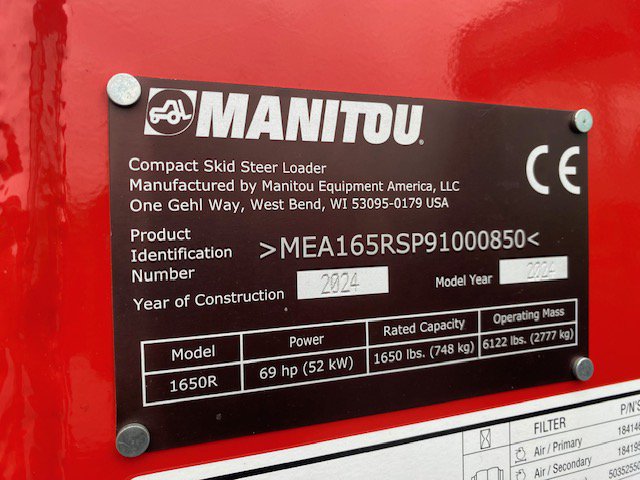 MANITOU
Compact Skid Steer Loader
Manufactured by Manitou Equipment America, LLC
One Gehl Way, West Bend, WI 53095-0179 USA
Product
Identification
Number
>MEA165RSP91000850<
Year of Construction 2024 Model Year 2024
CE
Model Power Rated Capacity Operating Mass
1650R 69 hp (52 kW) 1650 lbs. (748 kg) 6122 lbs. (2777 kg)
FILTER
Air / Primary
Air / Secondary